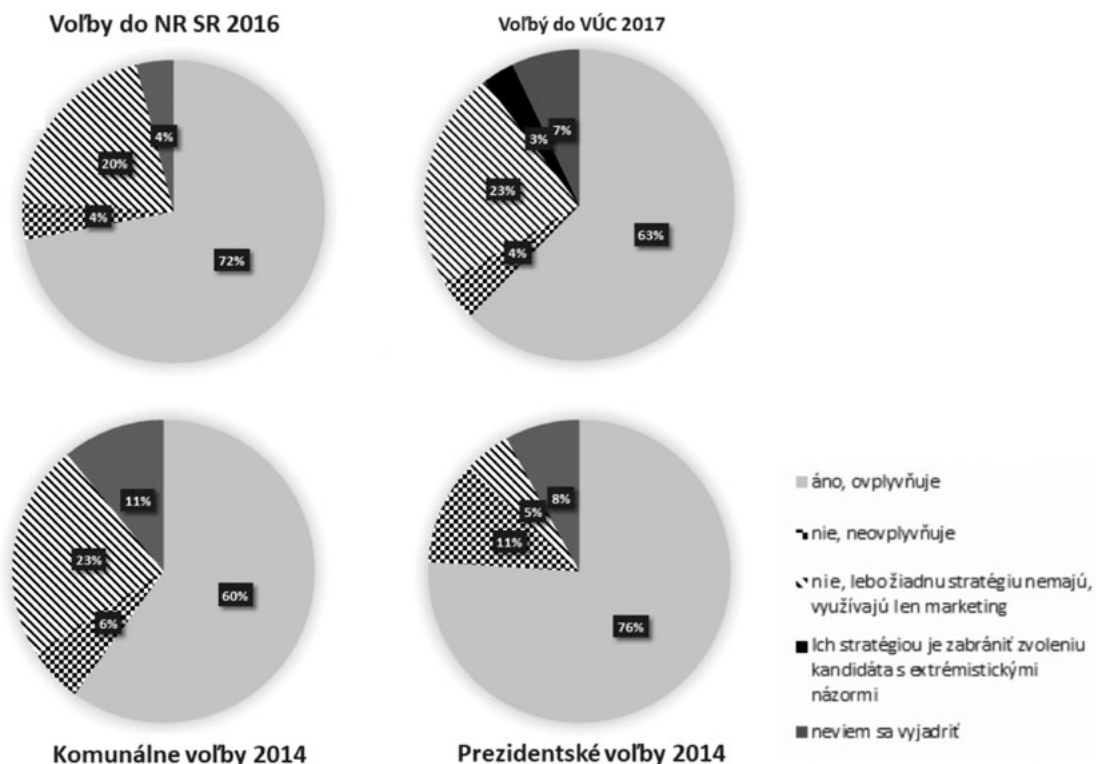 Voľby do NR SR 2016
4%
20%
4%
72%
Voľbý do VÚC 2017
7%
3%
23%
4%
63%
11%
23%
6%
60%
Komunálne voľby 2014
8%
5%
11%
76%
Prezidentské voľby 2014
áno, ovplyvňuje
nie, neovplyvňuje
nie, lebo žiadnu stratégiu nemajú,
využívajú len marketing
Ich stratégiou je zabrániť zvoleniu
kandidáta s extrémistickými
názormi
neviem sa vyjadriť